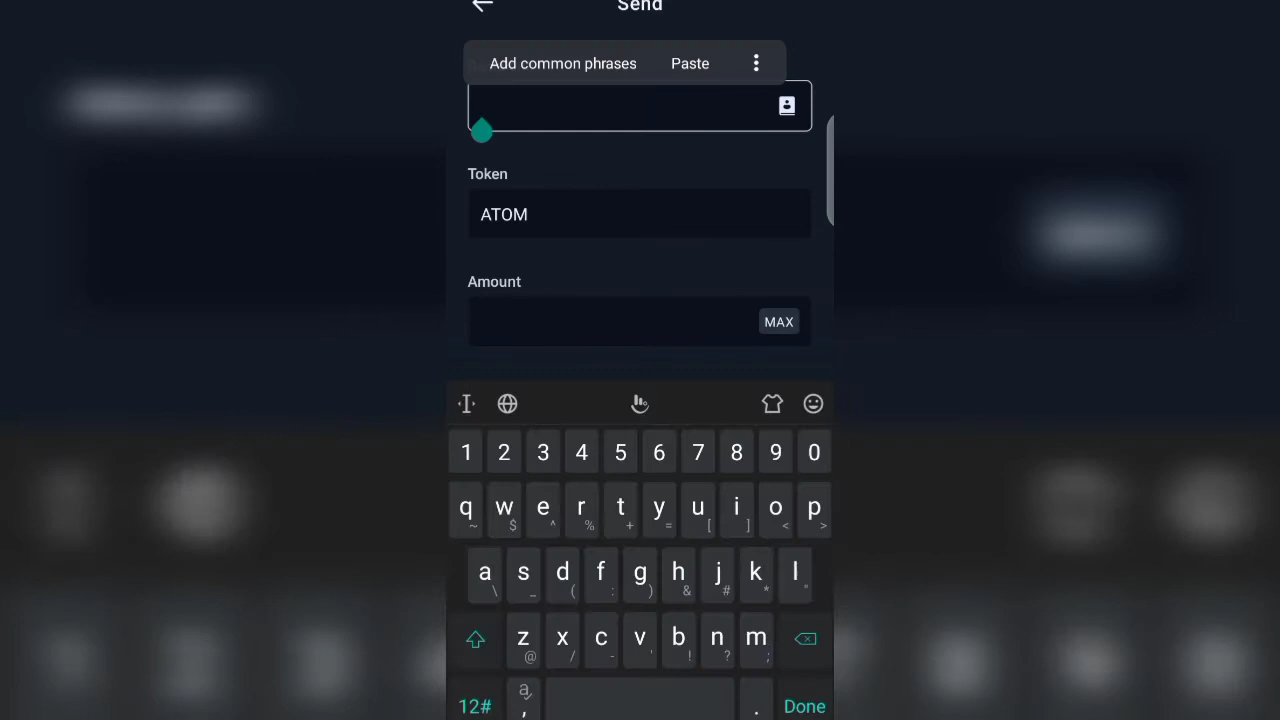 Send
Add common phrases Paste
Token
ATOM
Amount
MAX
1 2 3 4 5 6 7 8 9 0
q w e r t y u i o p
~ $ ^ % + = [ ] < >
a s d f g h j k l
\ _ ( : ) & # * "
z x c v b n m
@ / - ' ! ? ;
12# , . Done